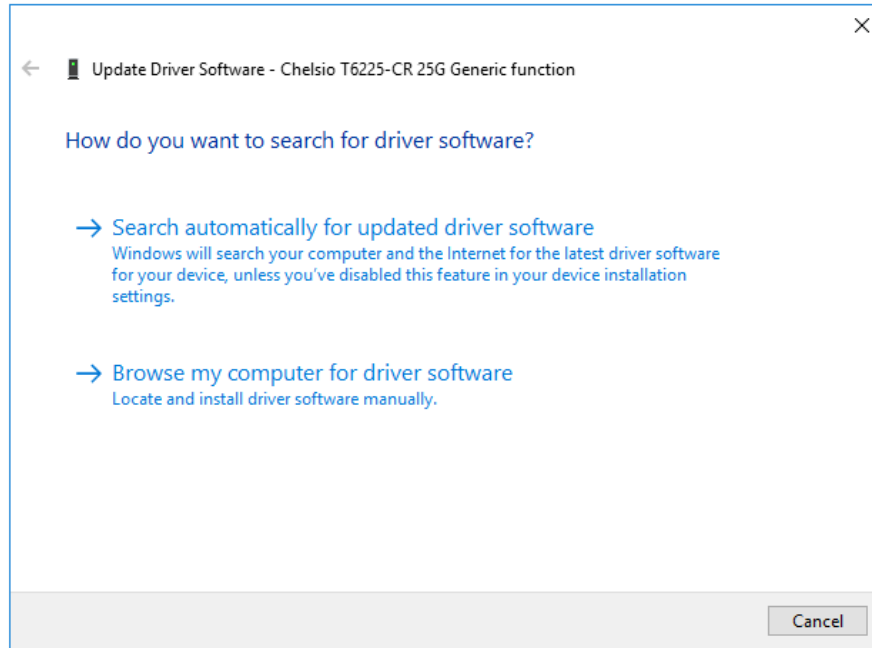 Update Driver Software - Chelsio T6225-CR 25G Generic function
How do you want to search for driver software?
Search automatically for updated driver software
Windows will search your computer and the Internet for the latest driver software
for your device, unless you've disabled this feature in your device installation
settings.
Browse my computer for driver software
Locate and install driver software manually.
Cancel